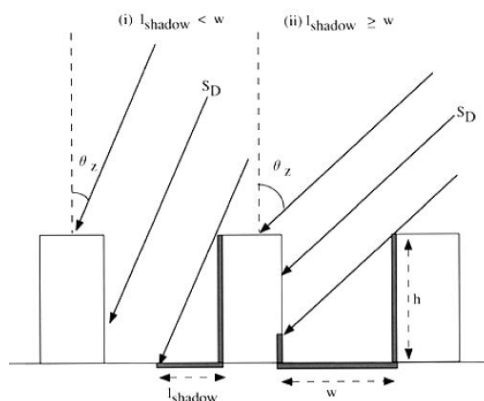 (i) l_shadow < w (ii) l_shadow ≥ w
S_D
S_D
θ_z
θ_z
h
l_shadow
w